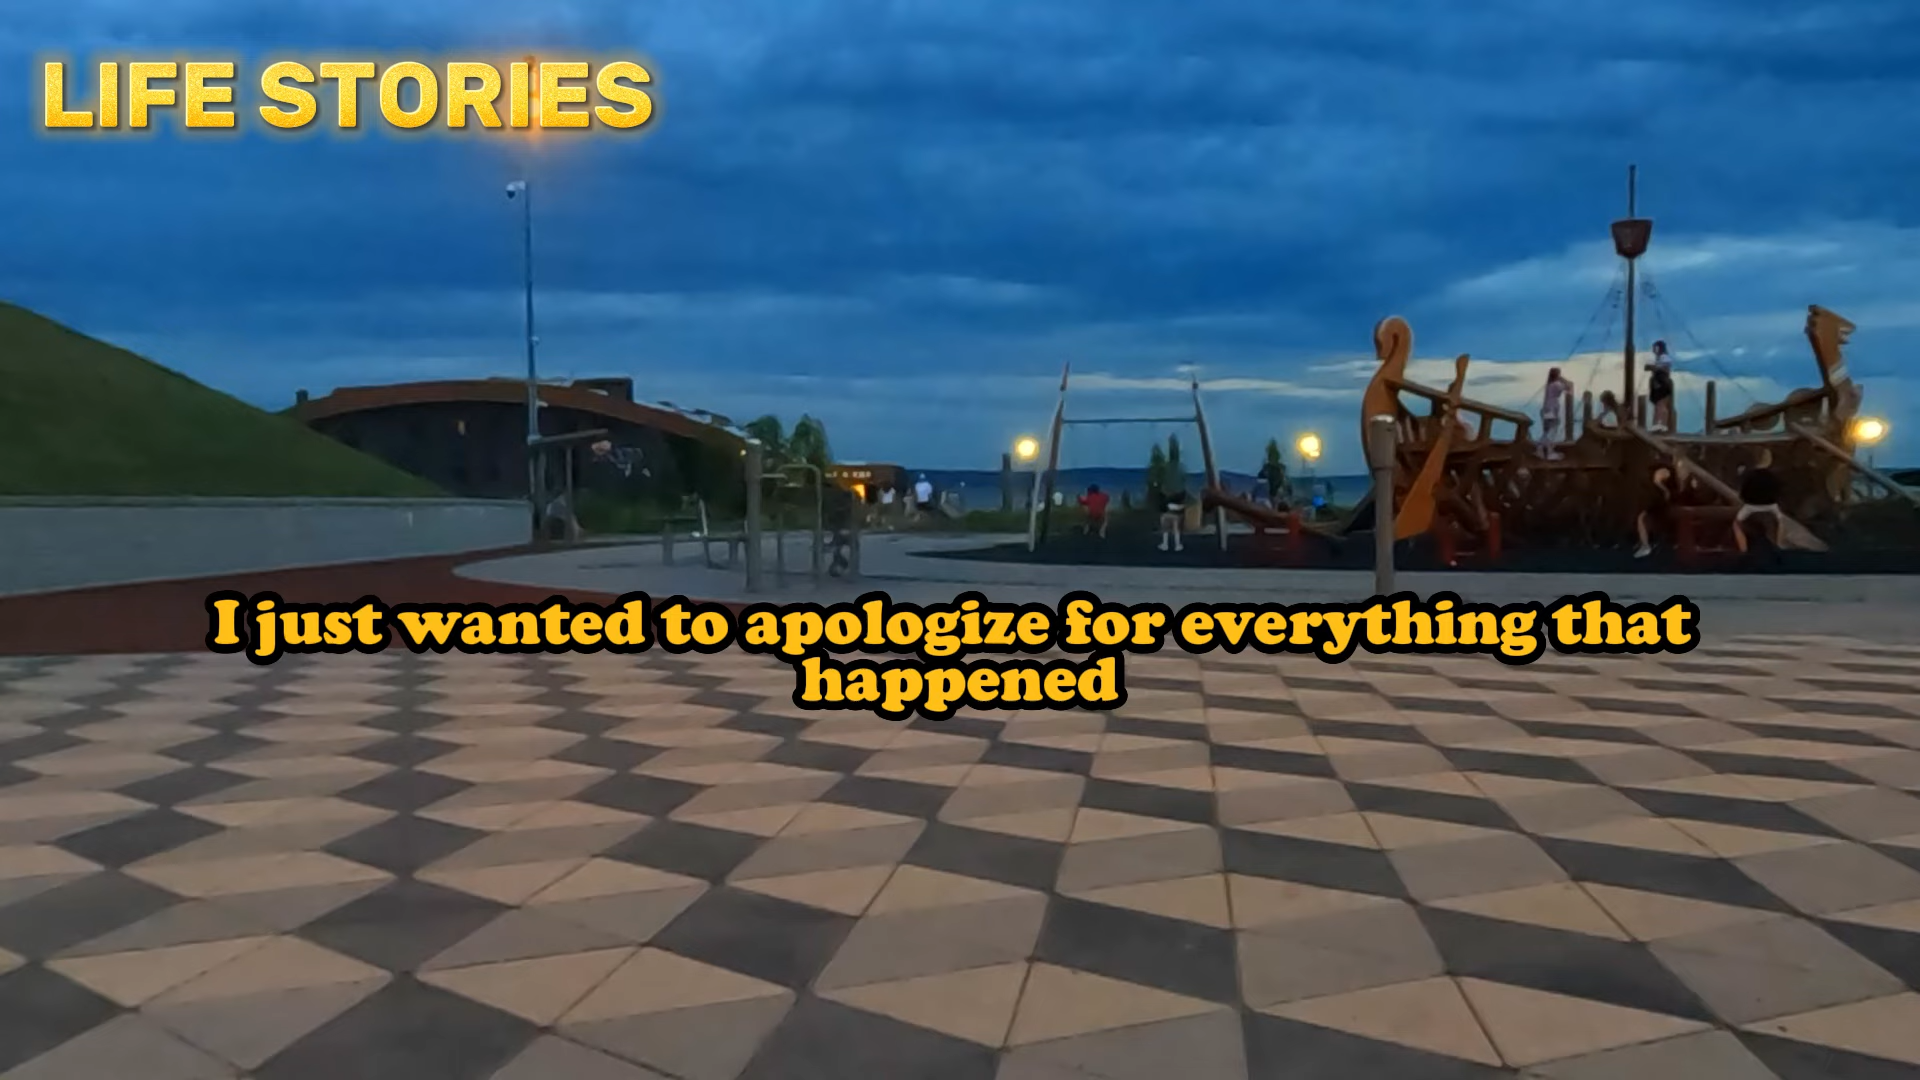 LIFE STORIES
I just wanted to apologize for everything that
happened